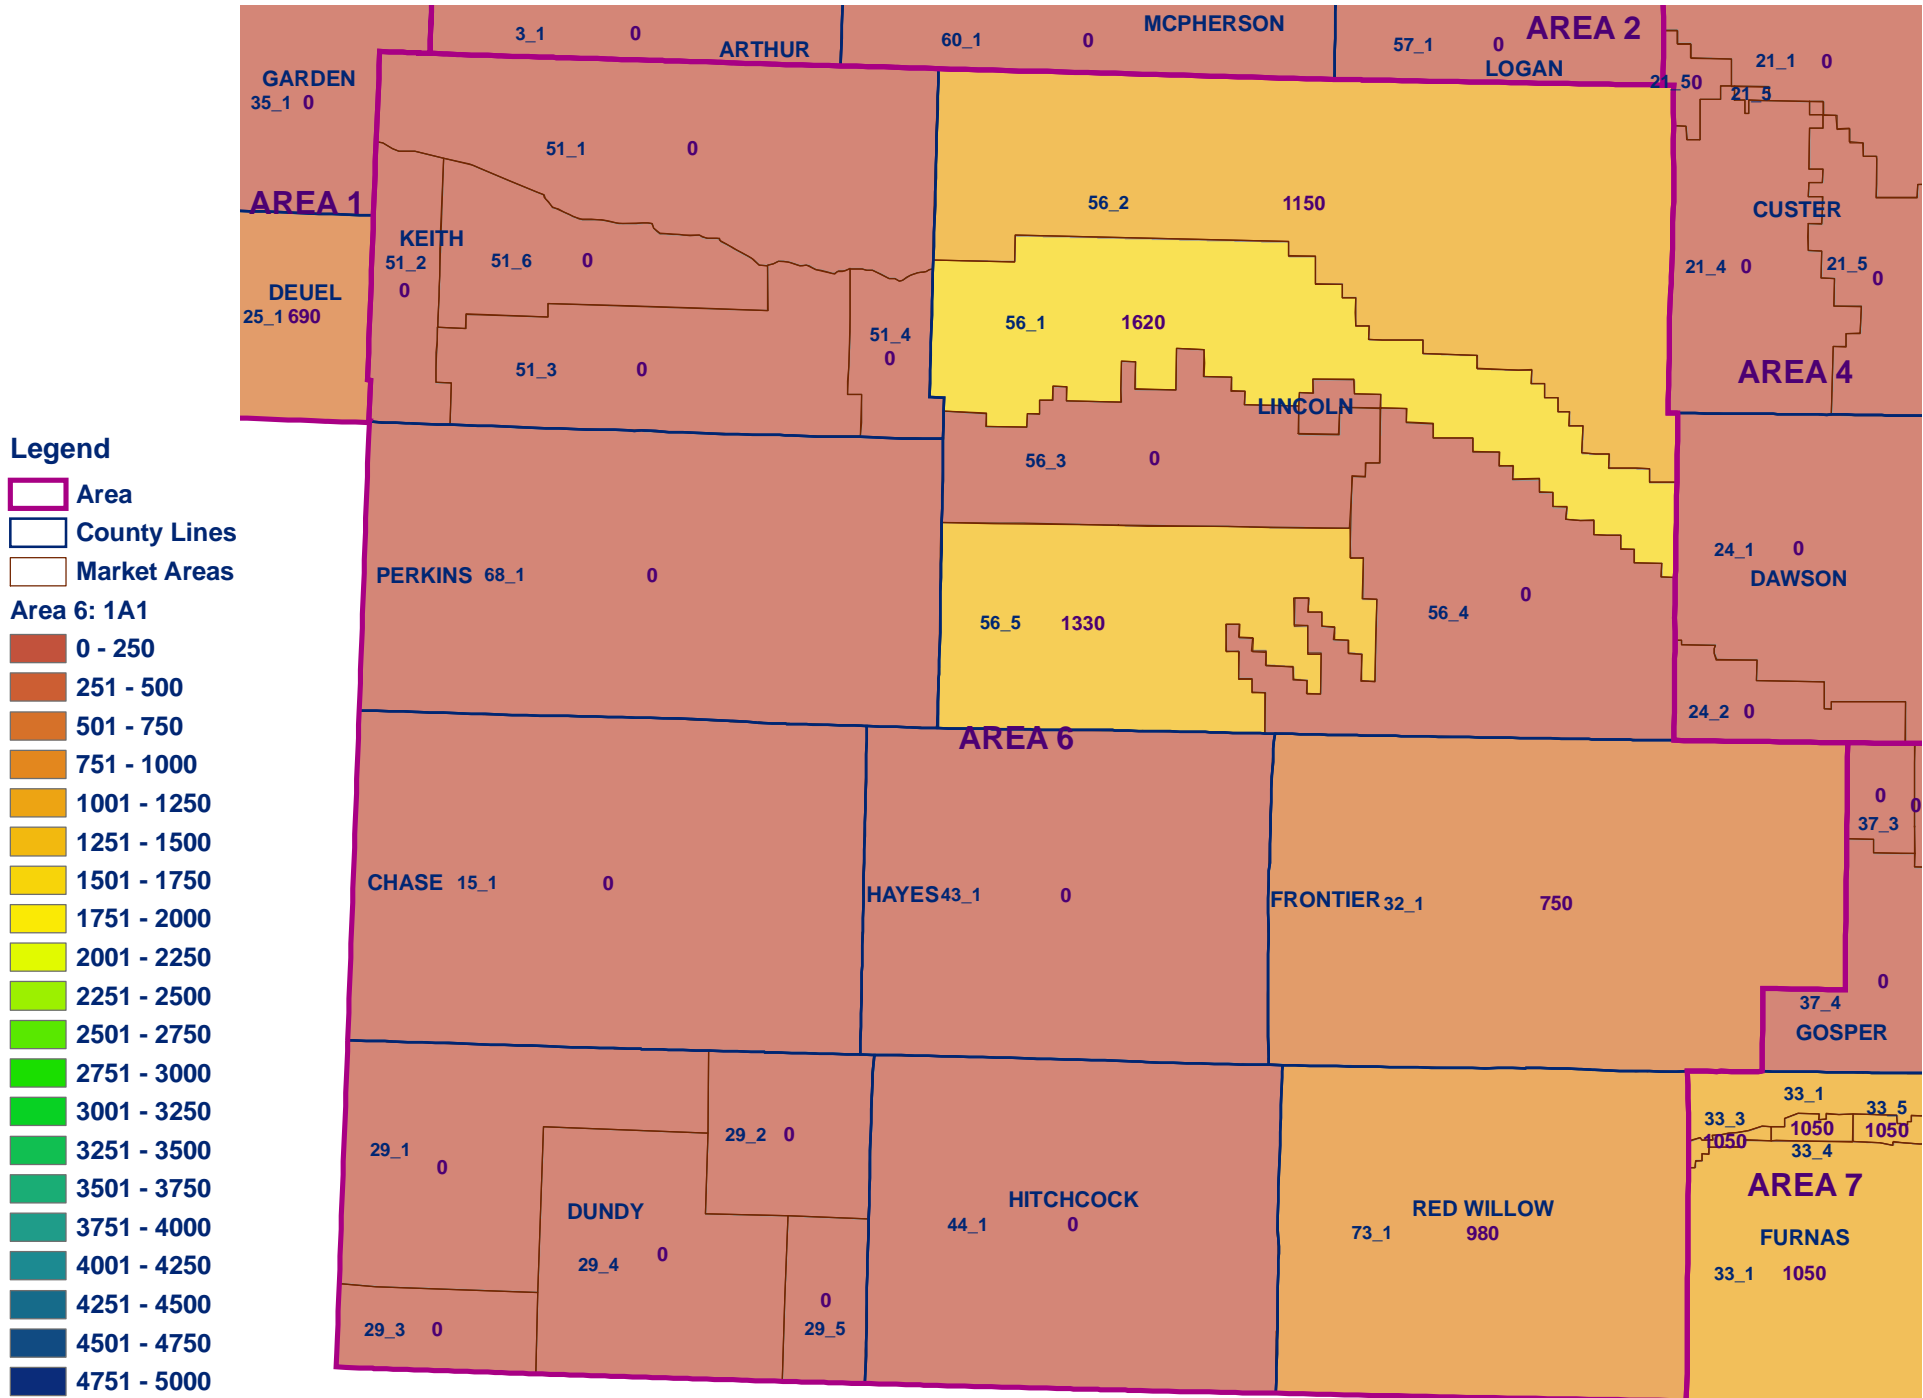 3_1 0
ARTHUR
60_1 0
MCPHERSON
57_1 0
LOGAN
AREA 2
GARDEN
35_1 0
21_1 0
21_50
21_5
51_1 0
AREA 1
KEITH
51_2
0
51_6 0
56_2 1150
CUSTER
21_4 0
21_5
0
DEUEL
25_1 690
56_1 1620
51_4
0
51_3 0
AREA 4
LINCOLN
56_3 0
Legend
Area
County Lines
Market Areas
Area 6: 1A1
0 - 250
251 - 500
501 - 750
751 - 1000
1001 - 1250
1251 - 1500
1501 - 1750
1751 - 2000
2001 - 2250
2251 - 2500
2501 - 2750
2751 - 3000
3001 - 3250
3251 - 3500
3501 - 3750
3751 - 4000
4001 - 4250
4251 - 4500
4501 - 4750
4751 - 5000
PERKINS 68_1 0
24_1 0
DAWSON
56_5 1330
56_4
0
24_2 0
AREA 6
0
0
37_3
CHASE 15_1 0
HAYES 43_1 0
FRONTIER 32_1 750
0
37_4
GOSPER
29_1
0
29_2 0
33_1
33_3
33_5
1050
1050
1050
33_4
AREA 7
DUNDY
29_4
0
HITCHCOCK
44_1 0
RED WILLOW
73_1 980
FURNAS
33_1 1050
29_3 0
0
29_5